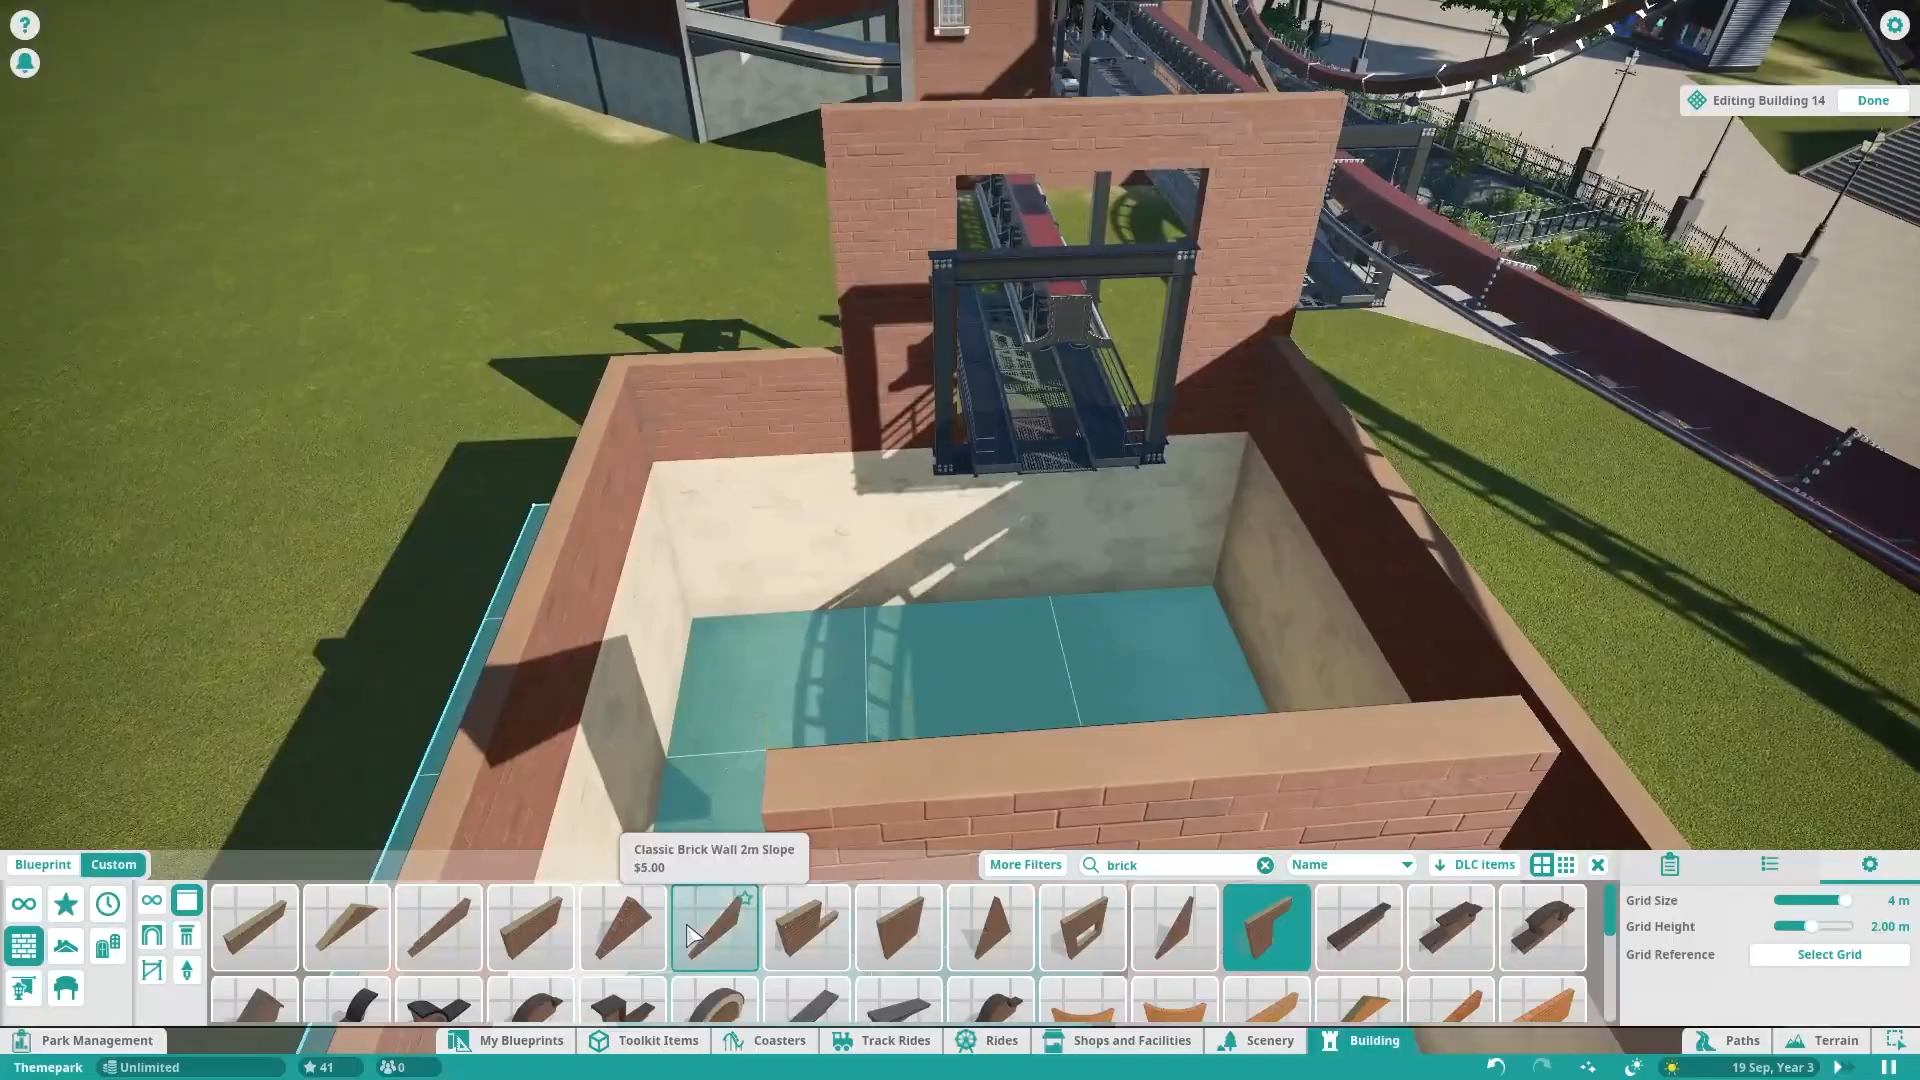 ?
Editing Building 14 Done
Classic Brick Wall 2m Slope
$5.00
Blueprint Custom
More Filters brick Name DLC items
Grid Size 4 m
Grid Height 2.00 m
Grid Reference Select Grid
Park Management My Blueprints Toolkit Items Coasters Track Rides Rides Shops and Facilities Scenery Building Paths Terrain
Themepark Unlimited 41 0 19 Sep, Year 3